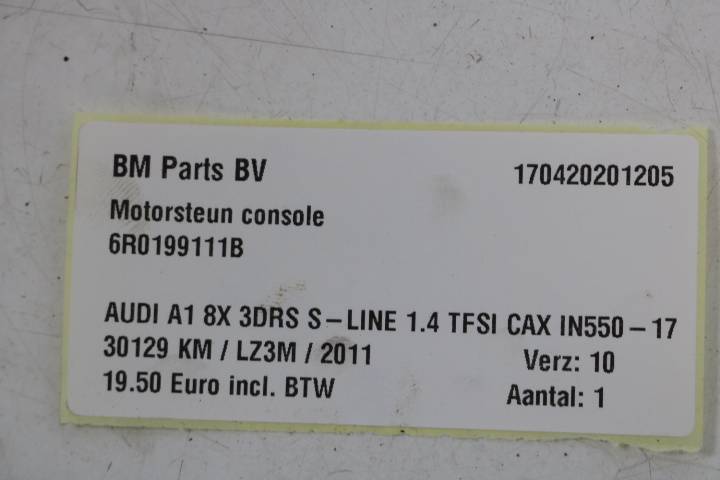 BM Parts BV 170420201205
Motorsteun console
6R0199111B
AUDI A1 8X 3DRS S-LINE 1.4 TFSI CAX IN550-17
30129 KM / LZ3M / 2011 Verz: 10
19.50 Euro incl. BTW Aantal: 1